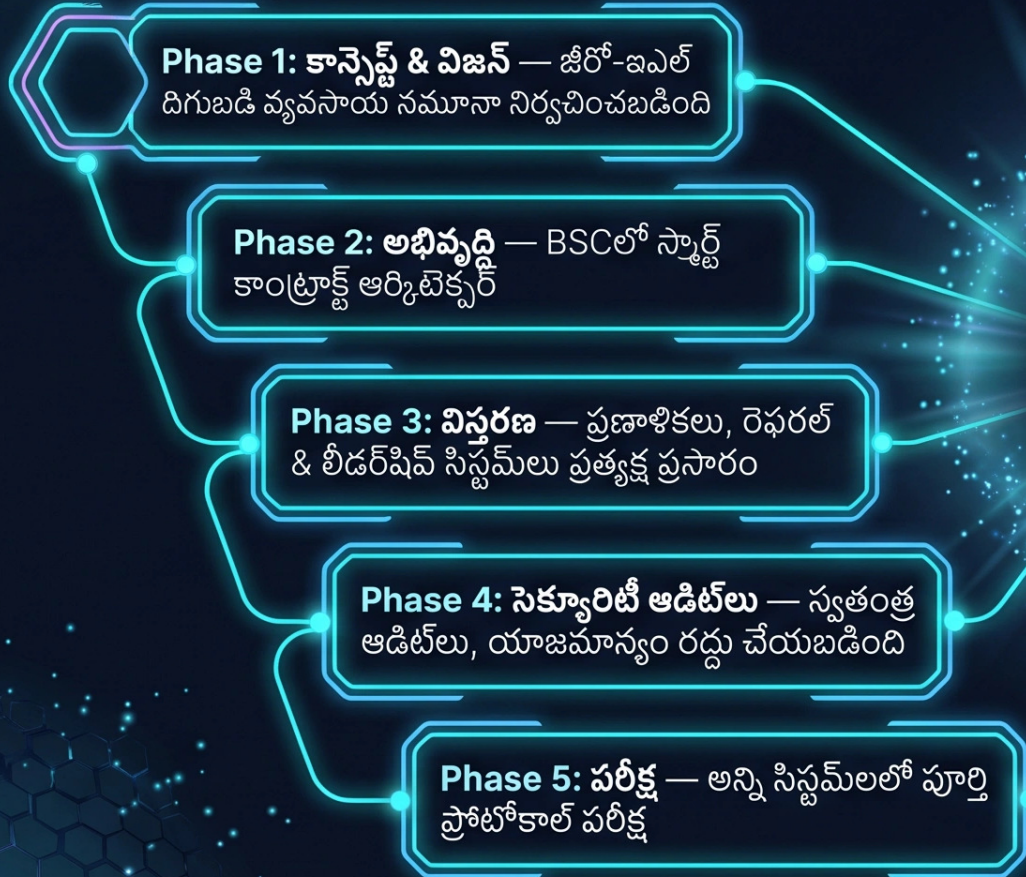 Phase 1: కాన్సెప్ట్ & విజన్ — జీరో-ఇఎల్
దిగుబడి వ్యవసాయ నమూనా నిర్వచించబడింది
Phase 2: అభివృద్ధి — BSCలో స్మార్ట్
కాంట్రాక్ట్ ఆర్కిటెక్పర్
Phase 3: విస్తరణ — ప్రణాళికలు, రెఫరల్
& లీడర్‌షివ్ సిస్టమ్‌లు ప్రత్యక్ష ప్రసారం
Phase 4: సెక్యూరిటీ ఆడిట్‌లు — స్వతంత్ర
ఆడిట్‌లు, యాజమాన్యం రద్దు చేయబడింది
Phase 5: పరీక్ష — అన్ని సిస్టమ్‌లలో పూర్తి
ప్రోటోకాల్ పరీక్ష